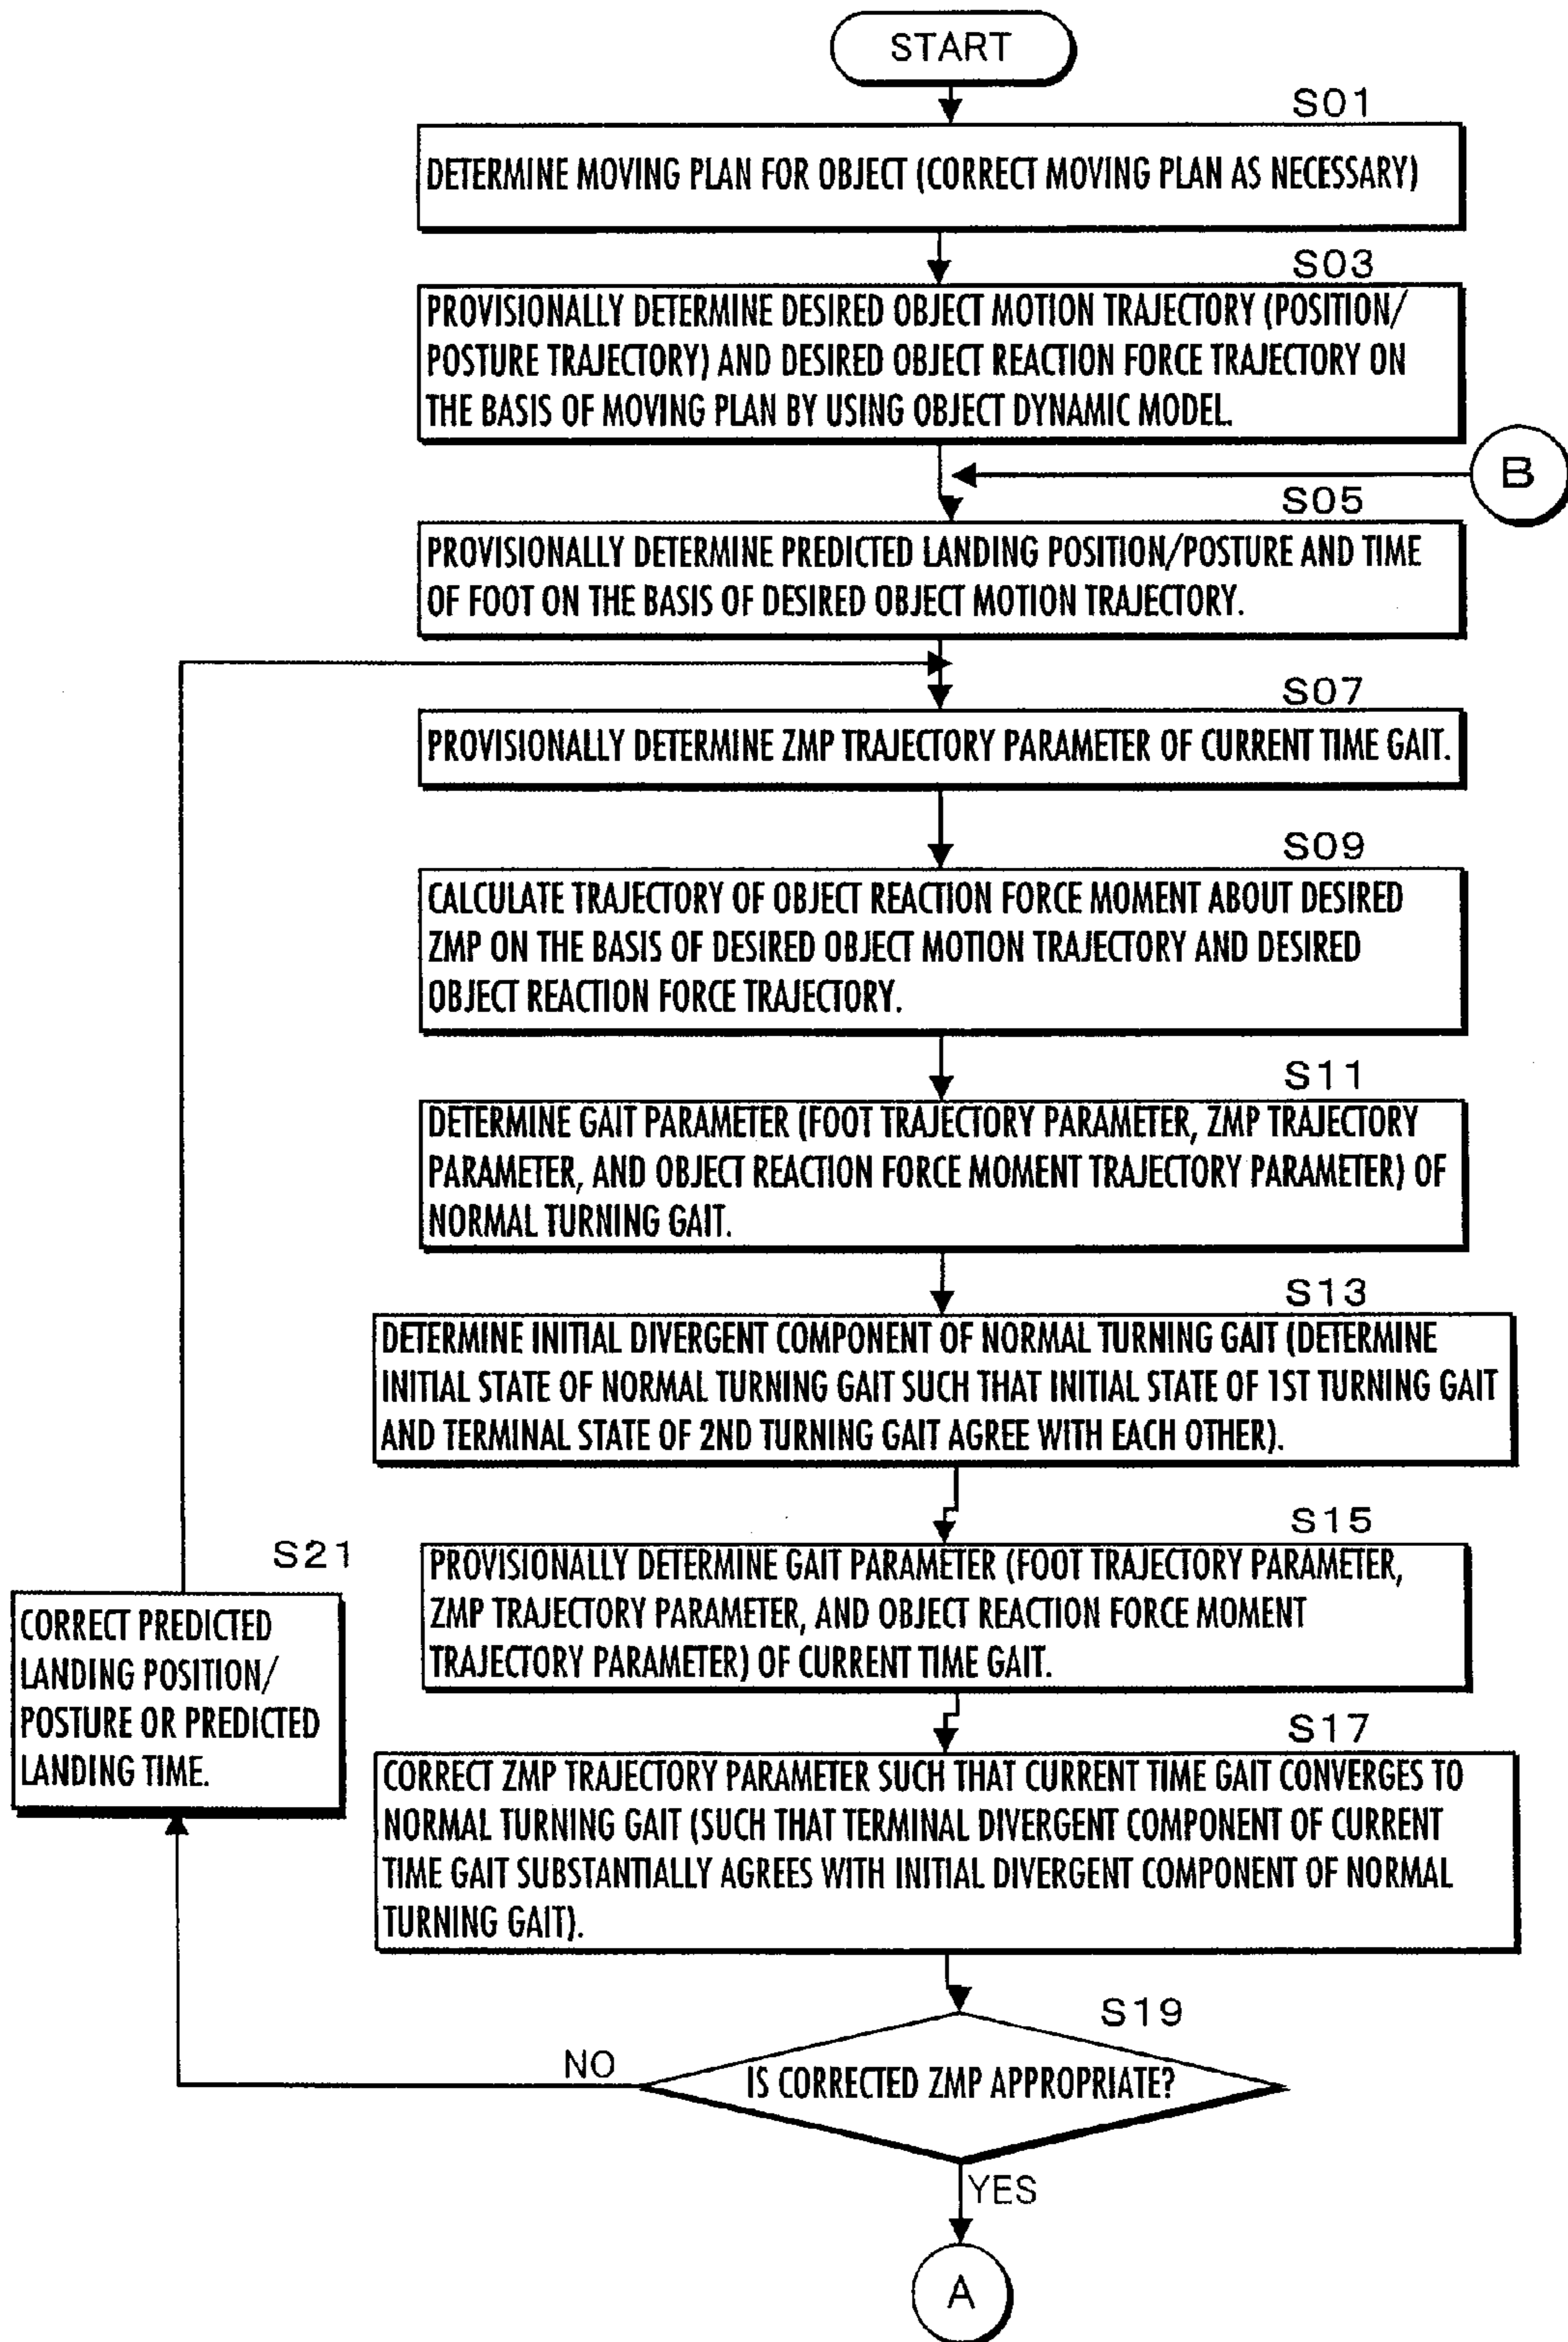 START
S01
DETERMINE MOVING PLAN FOR OBJECT (CORRECT MOVING PLAN AS NECESSARY)
S03
PROVISIONALLY DETERMINE DESIRED OBJECT MOTION TRAJECTORY (POSITION/
POSTURE TRAJECTORY) AND DESIRED OBJECT REACTION FORCE TRAJECTORY ON
THE BASIS OF MOVING PLAN BY USING OBJECT DYNAMIC MODEL.
B
S05
PROVISIONALLY DETERMINE PREDICTED LANDING POSITION/POSTURE AND TIME
OF FOOT ON THE BASIS OF DESIRED OBJECT MOTION TRAJECTORY.
S07
PROVISIONALLY DETERMINE ZMP TRAJECTORY PARAMETER OF CURRENT TIME GAIT.
S09
CALCULATE TRAJECTORY OF OBJECT REACTION FORCE MOMENT ABOUT DESIRED
ZMP ON THE BASIS OF DESIRED OBJECT MOTION TRAJECTORY AND DESIRED
OBJECT REACTION FORCE TRAJECTORY.
S11
DETERMINE GAIT PARAMETER (FOOT TRAJECTORY PARAMETER, ZMP TRAJECTORY
PARAMETER, AND OBJECT REACTION FORCE MOMENT TRAJECTORY PARAMETER) OF
NORMAL TURNING GAIT.
S13
DETERMINE INITIAL DIVERGENT COMPONENT OF NORMAL TURNING GAIT (DETERMINE
INITIAL STATE OF NORMAL TURNING GAIT SUCH THAT INITIAL STATE OF 1ST TURNING GAIT
AND TERMINAL STATE OF 2ND TURNING GAIT AGREE WITH EACH OTHER).
S15
PROVISIONALLY DETERMINE GAIT PARAMETER (FOOT TRAJECTORY PARAMETER,
ZMP TRAJECTORY PARAMETER, AND OBJECT REACTION FORCE MOMENT
TRAJECTORY PARAMETER) OF CURRENT TIME GAIT.
S21
CORRECT PREDICTED
LANDING POSITION/
POSTURE OR PREDICTED
LANDING TIME.
S17
CORRECT ZMP TRAJECTORY PARAMETER SUCH THAT CURRENT TIME GAIT CONVERGES TO
NORMAL TURNING GAIT (SUCH THAT TERMINAL DIVERGENT COMPONENT OF CURRENT
TIME GAIT SUBSTANTIALLY AGREES WITH INITIAL DIVERGENT COMPONENT OF NORMAL
TURNING GAIT).
S19
NO
IS CORRECTED ZMP APPROPRIATE?
YES
A